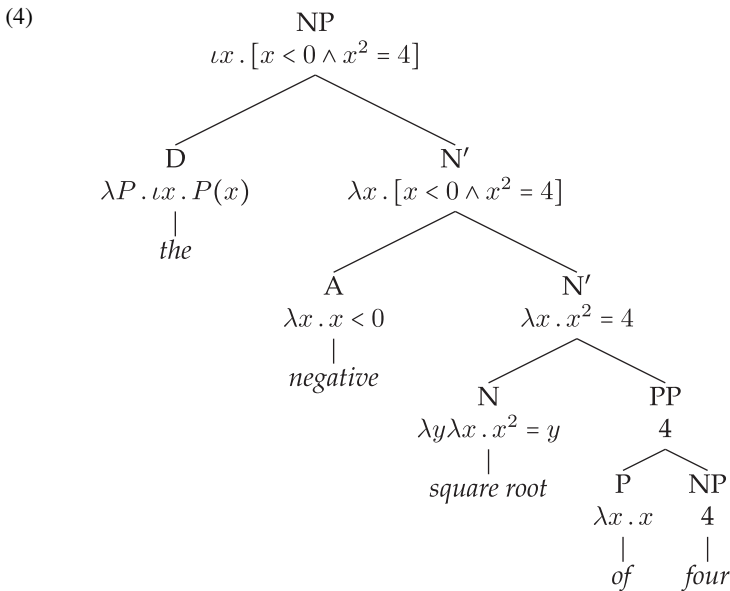 (4)
NP
ιx . [x < 0 ∧ x² = 4]
D N′
λP . ιx . P(x) λx . [x < 0 ∧ x² = 4]
the
A N′
λx . x < 0 λx . x² = 4
negative
N PP
λyλx . x² = y 4
square root
P NP
λx . x 4
of four